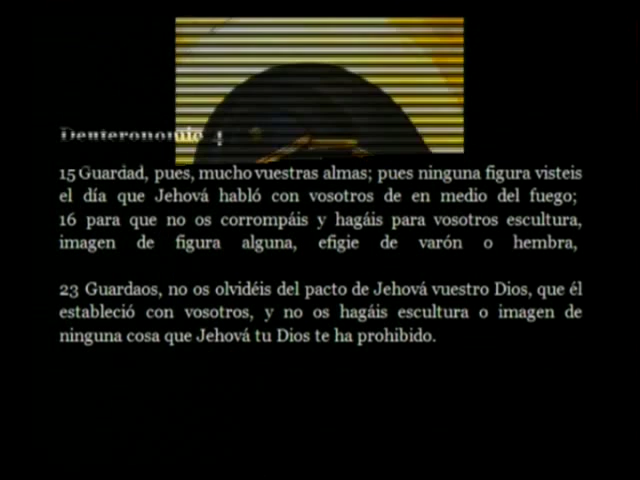 Deuteronomio 4
15 Guardad, pues, mucho vuestras almas; pues ninguna figura visteis
el día que Jehová habló con vosotros de en medio del fuego;
16 para que no os corrompáis y hagáis para vosotros escultura,
imagen de figura alguna, efigie de varón o hembra,
23 Guardaos, no os olvidéis del pacto de Jehová vuestro Dios, que él
estableció con vosotros, y no os hagáis escultura o imagen de
ninguna cosa que Jehová tu Dios te ha prohibido.